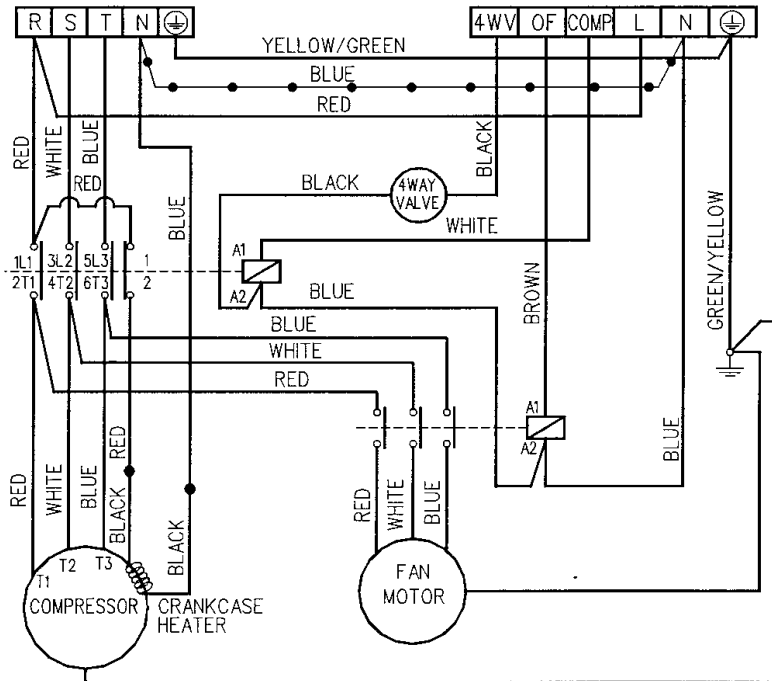 R S T N
4WV OF COMP L N
YELLOW/GREEN
BLUE
RED
RED
WHITE
BLUE
BLACK
RED
BLACK
4WAY
VALVE
BLUE
WHITE
GREEN/YELLOW
1L1 3L2 5L3 1
2T1 4T2 6T3 2
A1
A2
BLUE
BROWN
BLUE
WHITE
RED
A1
A2
BLUE
RED
RED
WHITE
BLUE
BLACK
BLACK
RED
WHITE
BLUE
T1
T2
T3
COMPRESSOR
CRANKCASE
HEATER
FAN
MOTOR